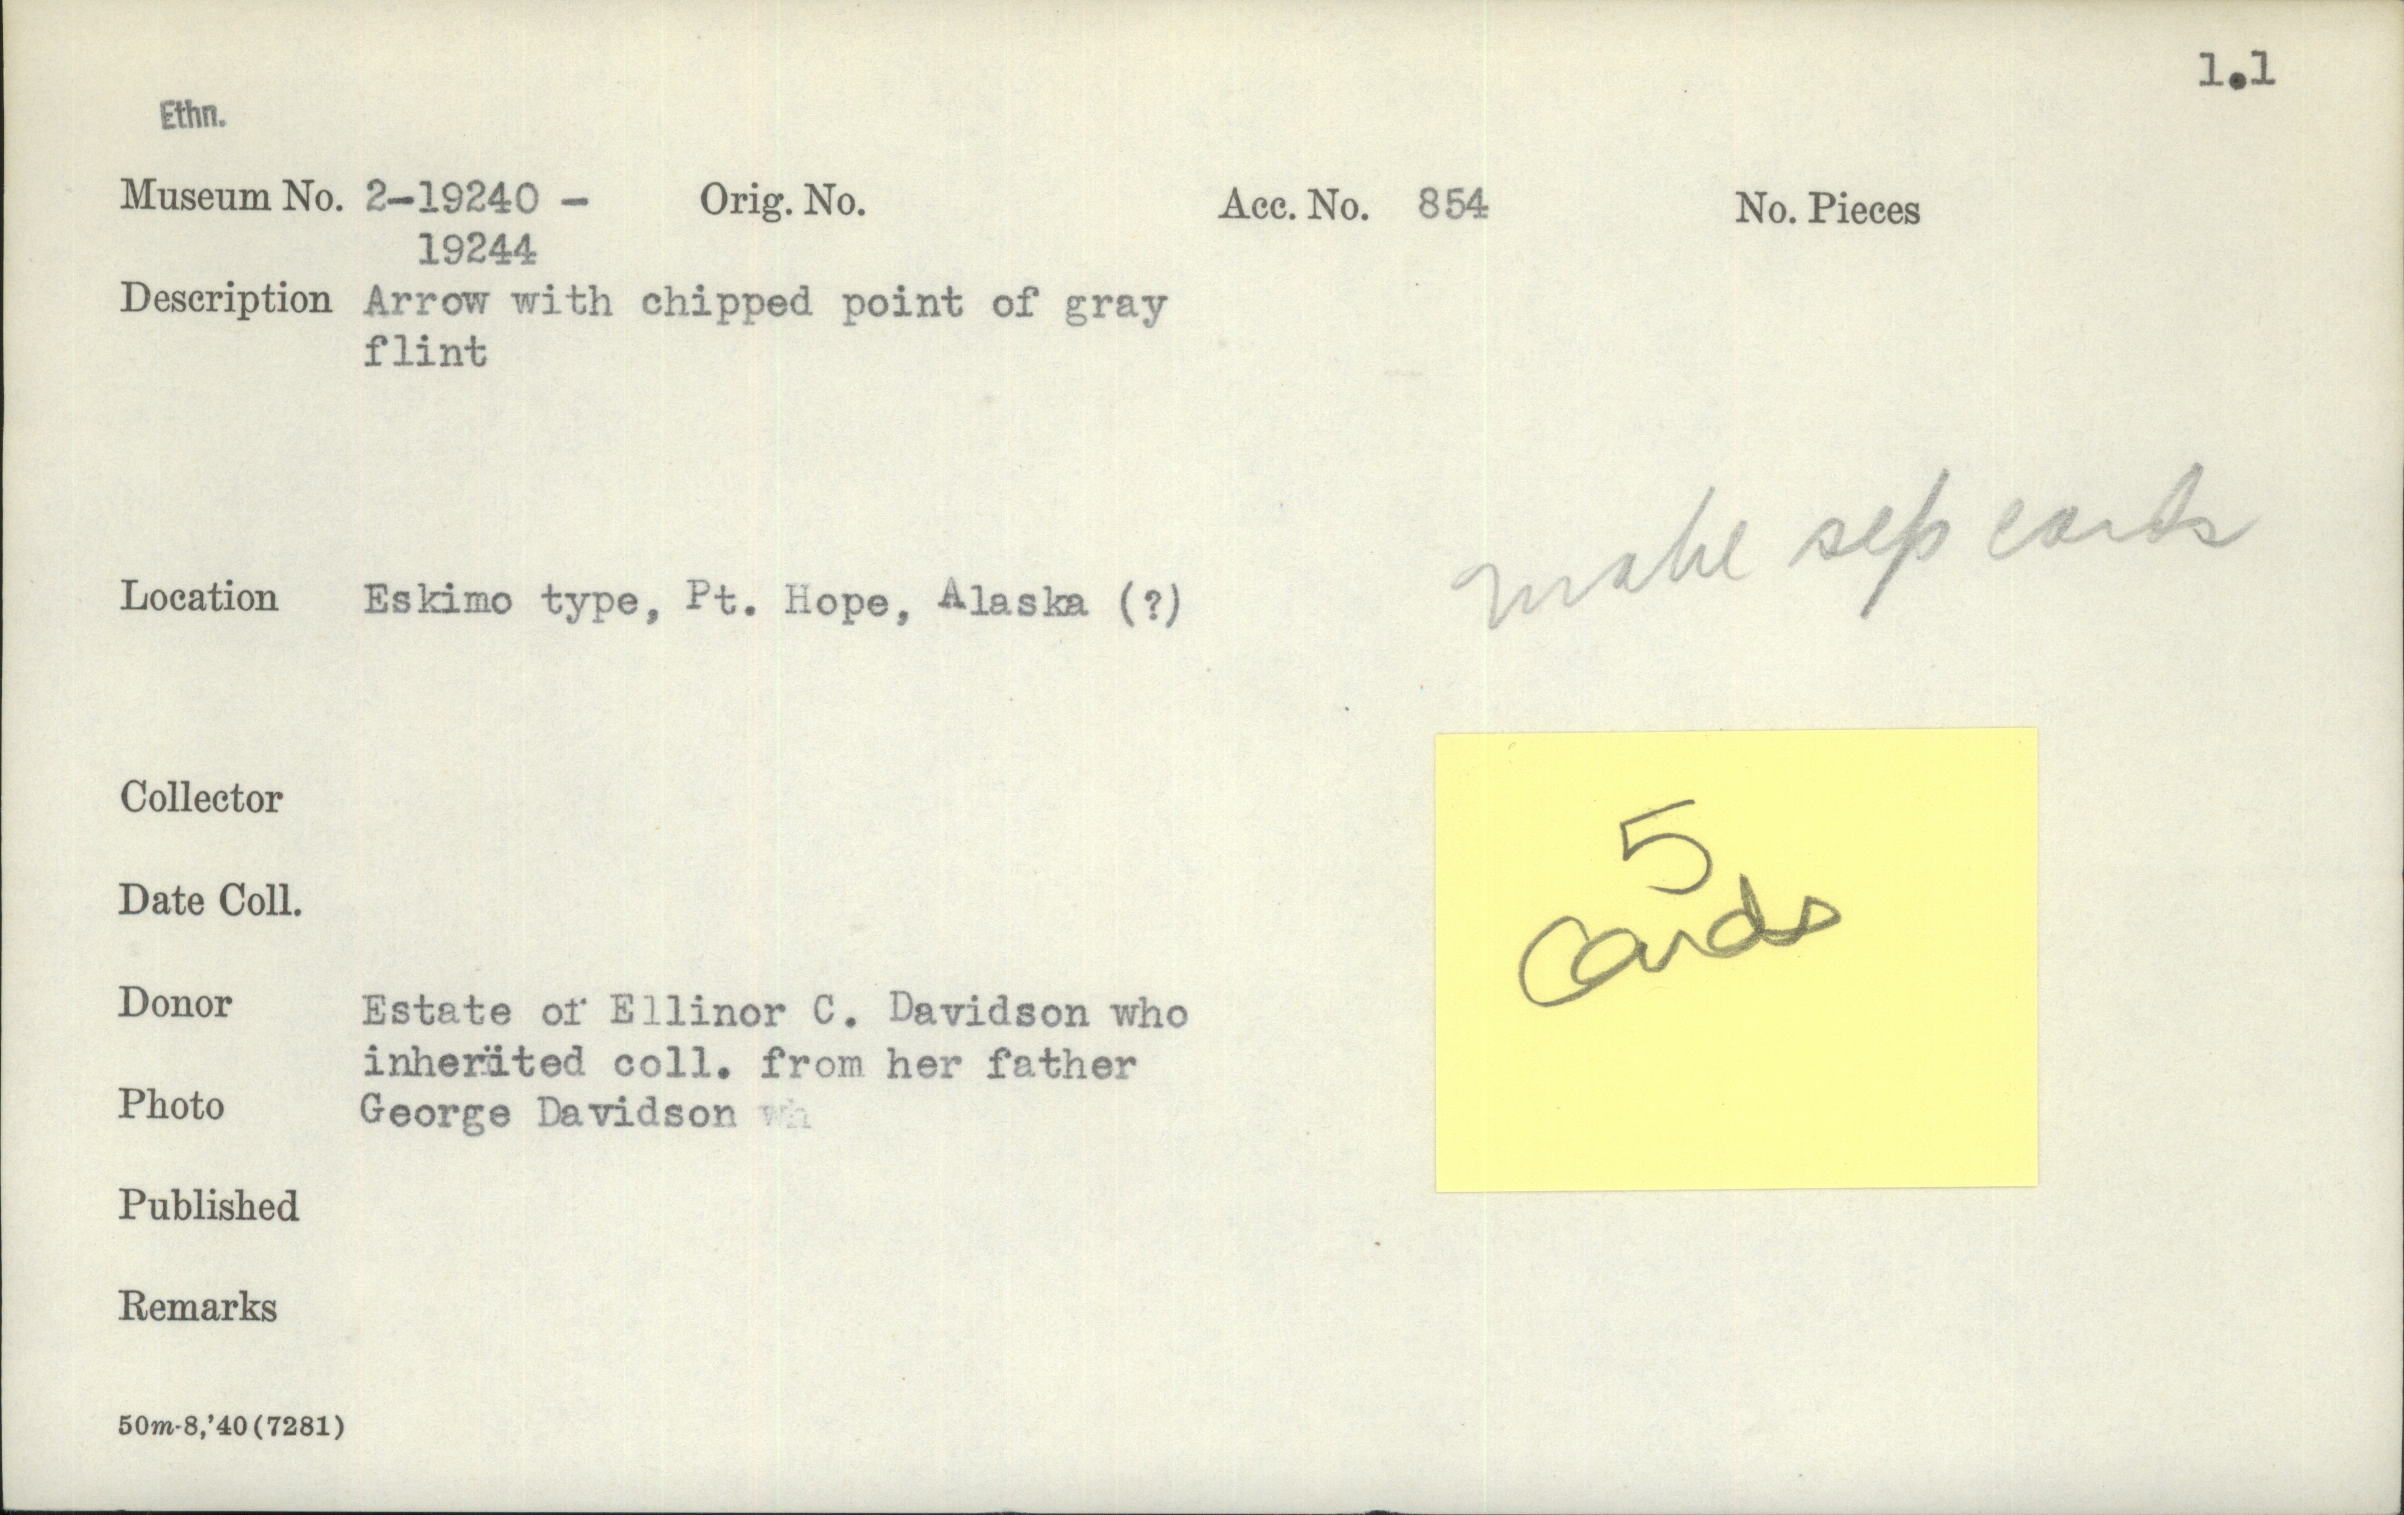 1.1
Ethn.
Museum No. 2-19240 - Orig. No. Acc. No. 854 No. Pieces
19244
Description Arrow with chipped point of gray
flint
make sep cards
Location Eskimo type, Pt. Hope, Alaska (?)
Collector
5
Cards
Date Coll.
Donor Estate of Ellinor C. Davidson who
inherited coll. from her father
Photo George Davidson wh
Published
Remarks
50m-8,'40(7281)